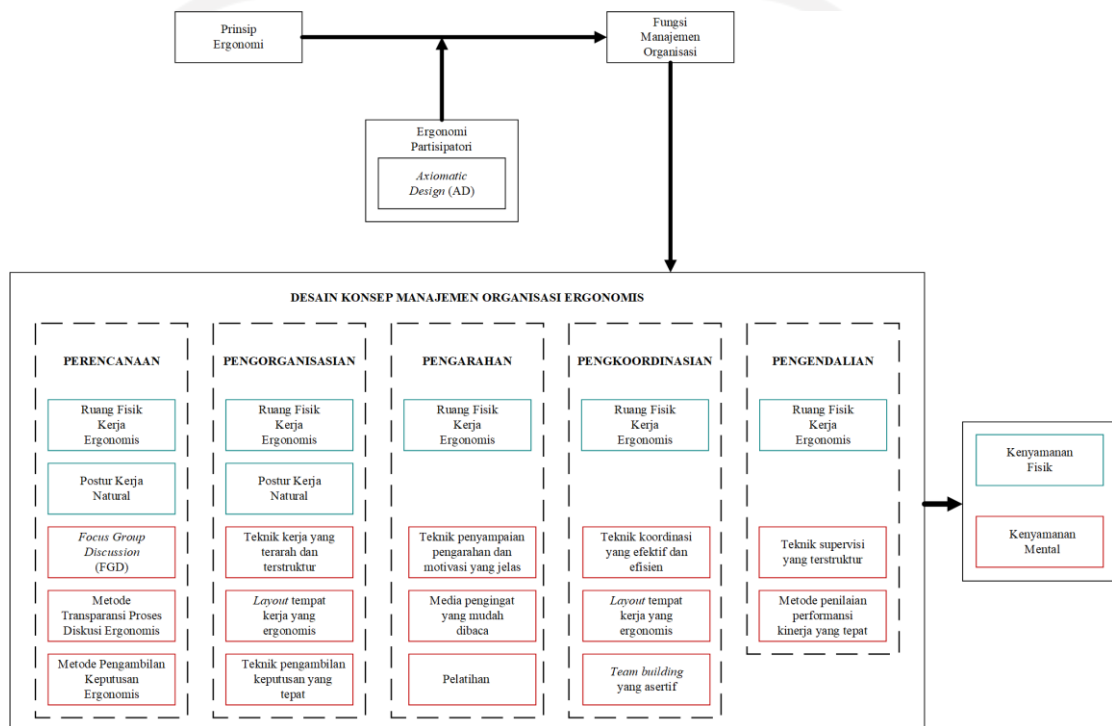 Prinsip
Ergonomi
Fungsi
Manajemen
Organisasi
Ergonomi
Partisipatori
Axiomatic
Design (AD)
DESAIN KONSEP MANAJEMEN ORGANISASI ERGONOMIS
PERENCANAAN
Ruang Fisik
Kerja
Ergonomis
Postur Kerja
Natural
Focus Group
Discussion
(FGD)
Metode
Transparansi Proses
Diskusi Ergonomis
Metode Pengambilan
Keputusan
Ergonomis
PENGORGANISASIAN
Ruang Fisik
Kerja
Ergonomis
Postur Kerja
Natural
Teknik kerja yang
terarah dan
terstruktur
Layout tempat
kerja yang
ergonomis
Teknik pengambilan
keputusan yang
tepat
PENGARAHAN
Ruang Fisik
Kerja
Ergonomis
Teknik penyampaian
pengarahan dan
motivasi yang jelas
Media pengingat
yang mudah
dibaca
Pelatihan
PENGKOORDINASIAN
Ruang Fisik
Kerja
Ergonomis
Teknik koordinasi
yang efektif dan
efisien
Layout tempat
kerja yang
ergonomis
Team building
yang asertif
PENGENDALIAN
Ruang Fisik
Kerja
Ergonomis
Teknik supervisi
yang terstruktur
Metode penilaian
performansi
kinerja yang tepat
Kenyamanan
Fisik
Kenyamanan
Mental